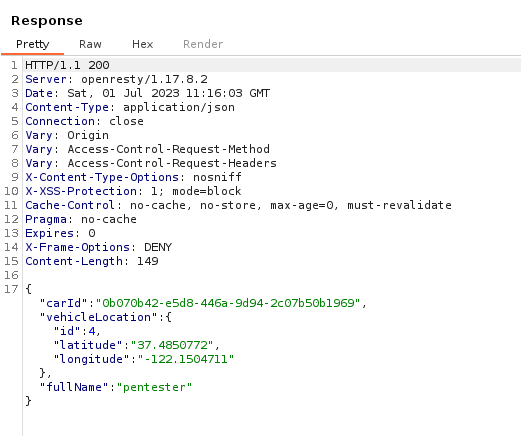 Response
Pretty Raw Hex Render
1 HTTP/1.1 200
2 Server: openresty/1.17.8.2
3 Date: Sat, 01 Jul 2023 11:16:03 GMT
4 Content-Type: application/json
5 Connection: close
6 Vary: Origin
7 Vary: Access-Control-Request-Method
8 Vary: Access-Control-Request-Headers
9 X-Content-Type-Options: nosniff
10 X-XSS-Protection: 1; mode=block
11 Cache-Control: no-cache, no-store, max-age=0, must-revalidate
12 Pragma: no-cache
13 Expires: 0
14 X-Frame-Options: DENY
15 Content-Length: 149
16
17 {
"carId":"0b070b42-e5d8-446a-9d94-2c07b50b1969",
"vehicleLocation":{
"id":4,
"latitude":"37.4850772",
"longitude":"-122.1504711"
},
"fullName":"pentester"
}